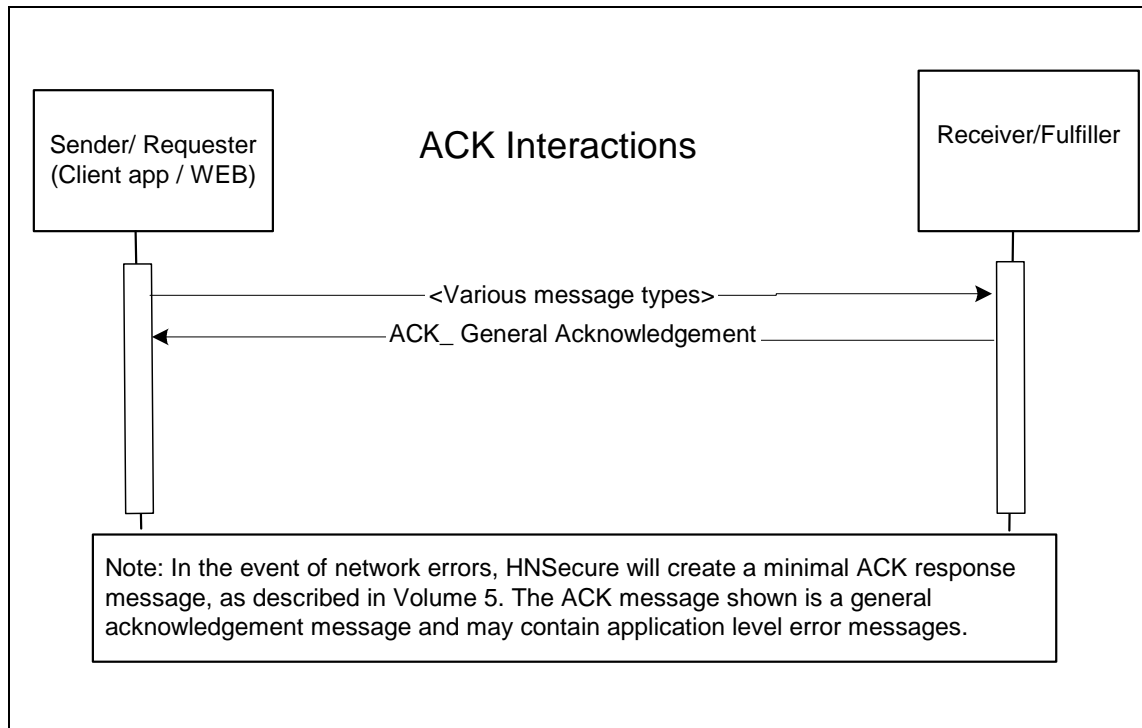 Sender/ Requester
(Client app / WEB)
ACK Interactions
Receiver/Fulfiller
<Various message types>
ACK_ General Acknowledgement
Note: In the event of network errors, HNSecure will create a minimal ACK response
message, as described in Volume 5. The ACK message shown is a general
acknowledgement message and may contain application level error messages.